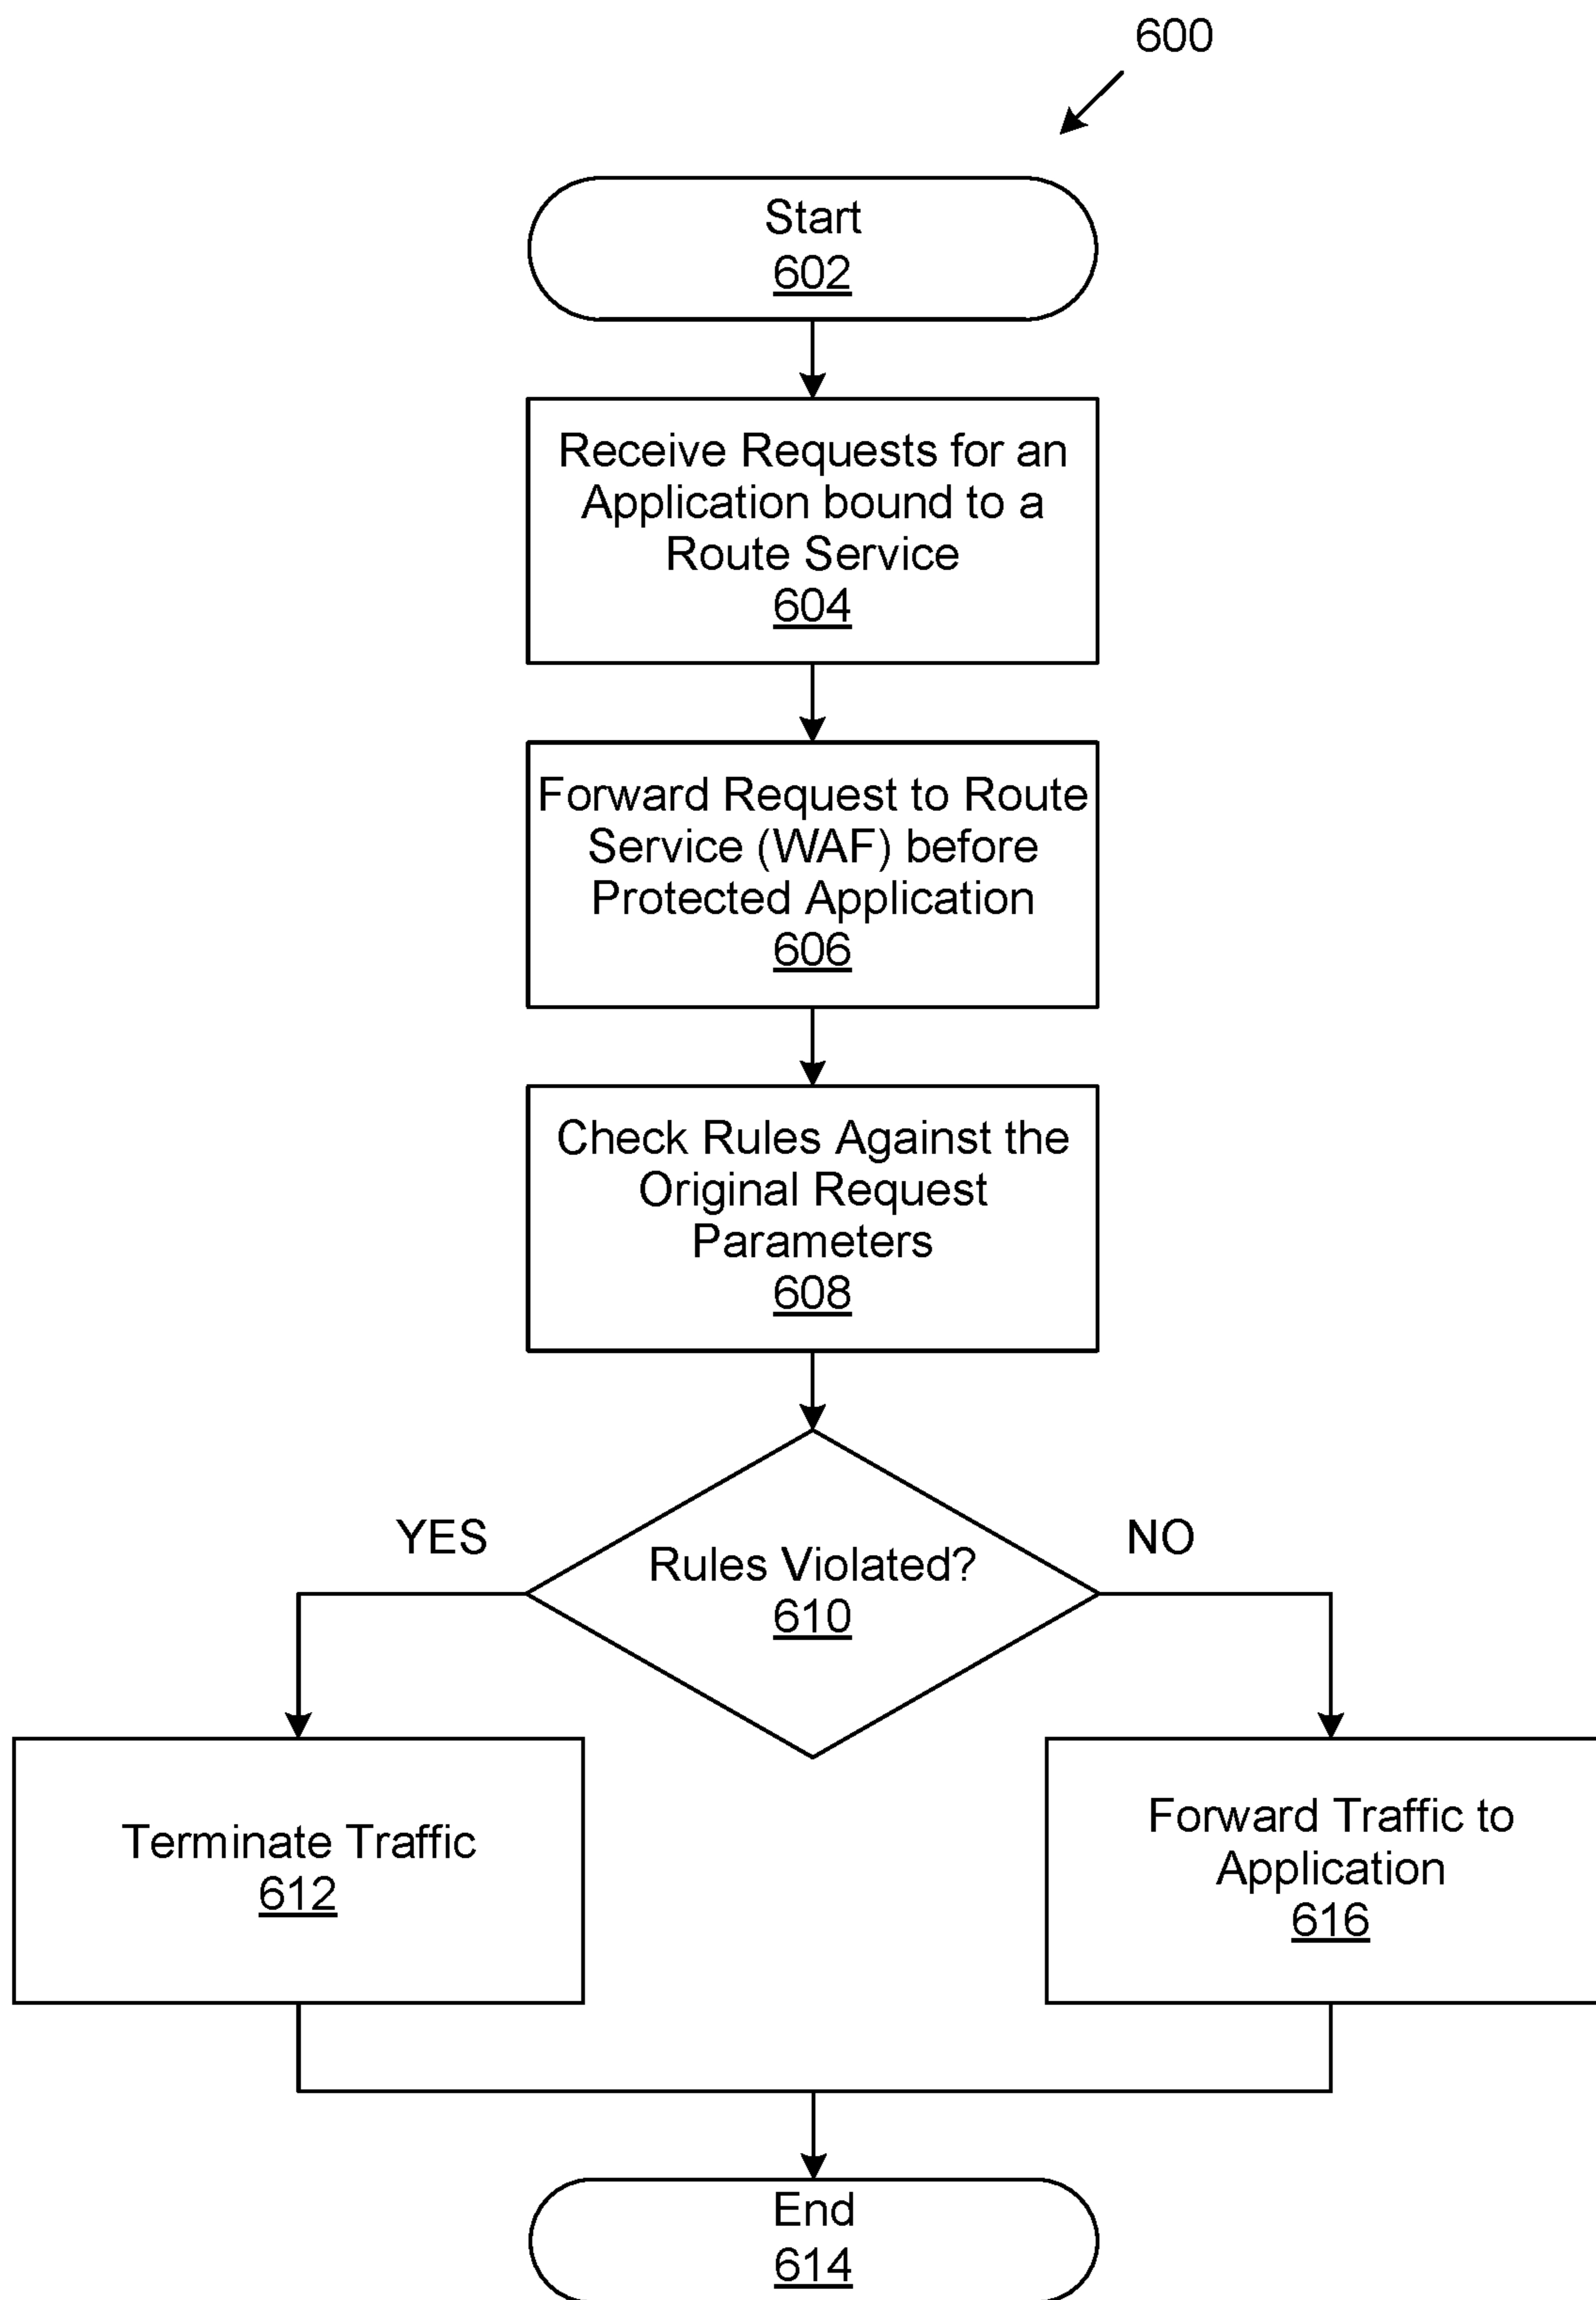 600
Start
602
Receive Requests for an
Application bound to a
Route Service
604
Forward Request to Route
Service (WAF) before
Protected Application
606
Check Rules Against the
Original Request
Parameters
608
YES
NO
Rules Violated?
610
Terminate Traffic
612
Forward Traffic to
Application
616
End
614